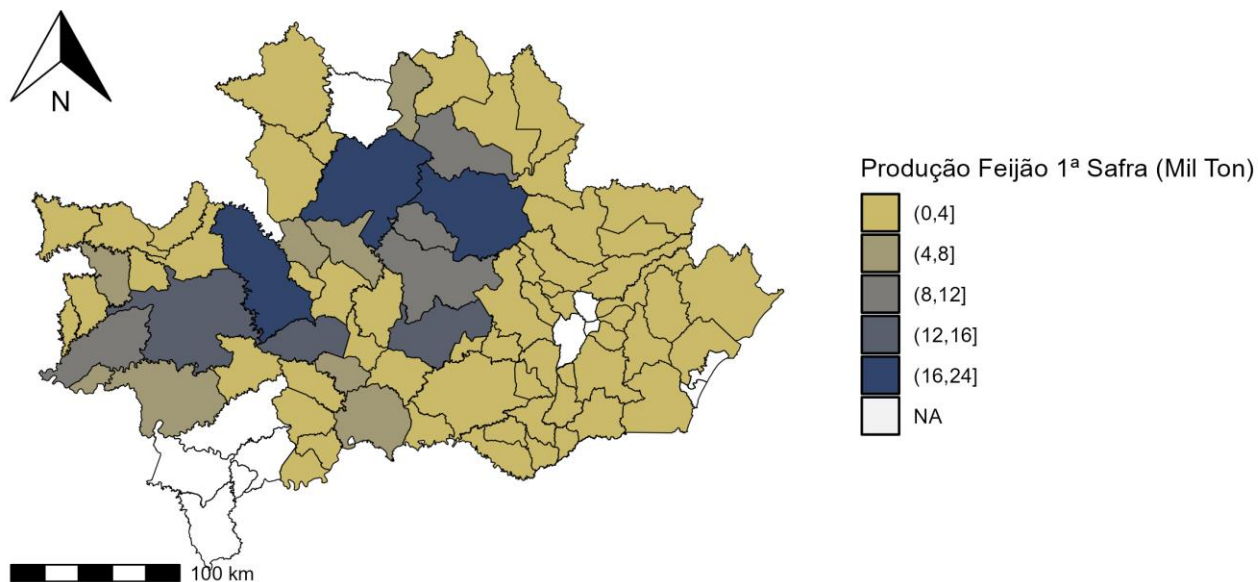 N
Produção Feijão 1ª Safra (Mil Ton)
(0,4]
(4,8]
(8,12]
(12,16]
(16,24]
NA
100 km